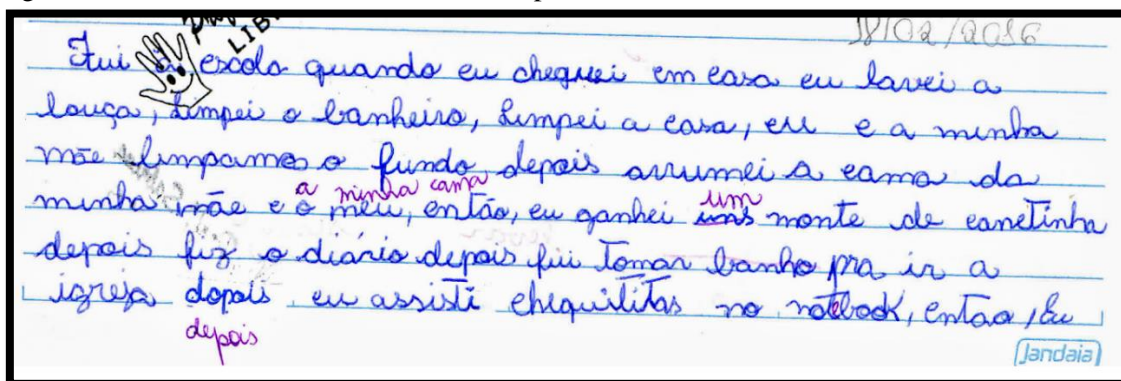 18/02/2016
LIB
Fui escola quando eu cheguei em casa eu lavei a
louça, limpei o banheiro, limpei a casa, eu e a minha
mãe limpamos o fundo depois arrumei a cama da
a minha cama um
minha mãe e o meu, então, eu ganhei uns monte de canetinha
depois fiz o diário depois fui tomar banho pra ir a
igreja dopois eu assisti chiquititas no notebook, então, eu
depois
Jandaia